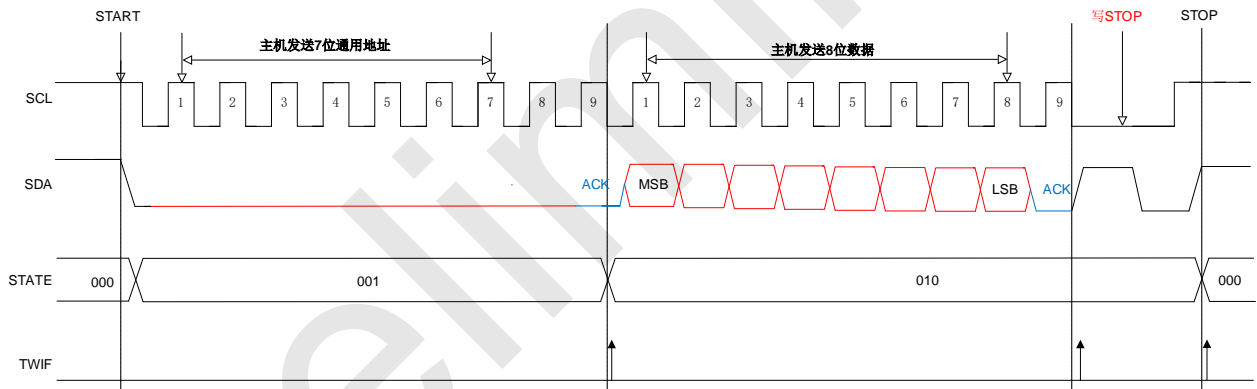 START 写STOP STOP
主机发送7位通用地址 主机发送8位数据
SCL 1 2 3 4 5 6 7 8 9 1 2 3 4 5 6 7 8 9
SDA ACK MSB LSB ACK
STATE 000 001 010 000
TWIF
elimi